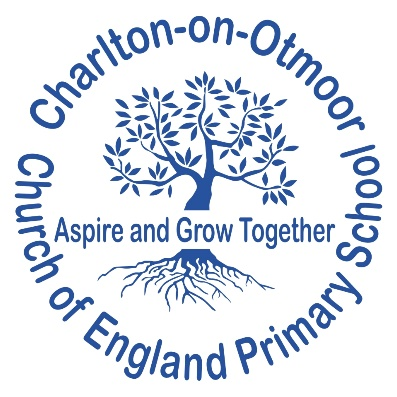 Charlton-on-Otmoor
Aspire and Grow Together
Church of England Primary School